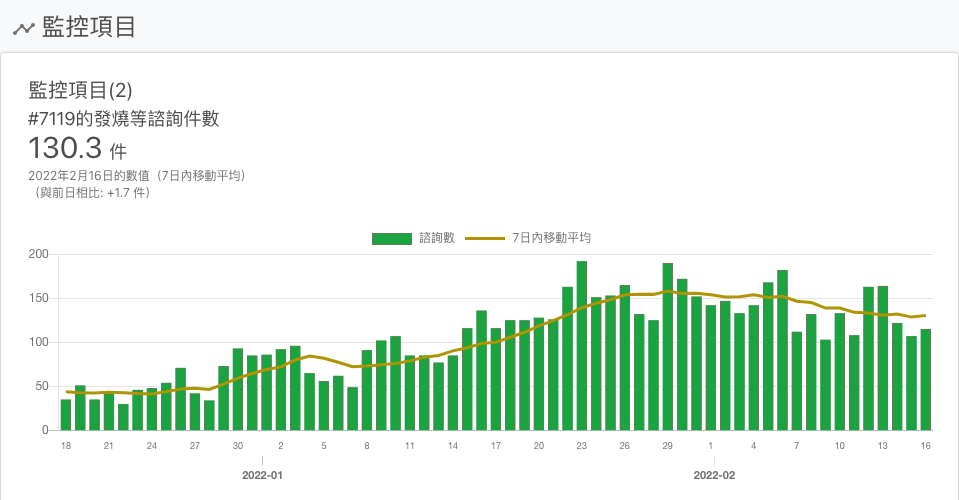 監控項目
監控項目(2)
#7119的發燒等諮詢件數
130.3 件
2022年2月16日的數值（7日內移動平均）
（與前日相比: +1.7 件）
諮詢數 7日內移動平均
200
150
100
50
0
18 21 24 27 30 2 5 8 11 14 17 20 23 26 29 1 4 7 10 13 16
2022-01 2022-02